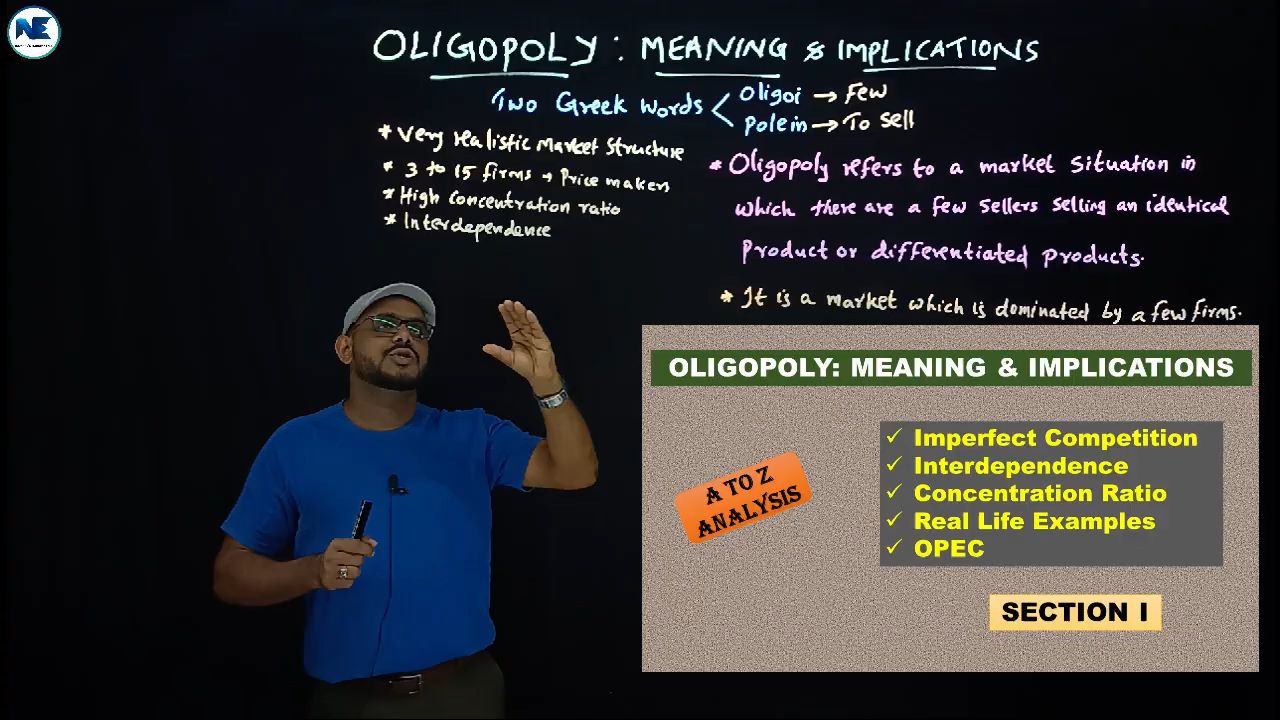 NE
OLIGOPOLY: MEANING & IMPLICATIONS
Two Greek Words
Oligoi → Few
Polein → To sell
* Very realistic Market Structure
* 3 to 15 firms → Price makers
* High Concentration ratio
* Interdependence
* Oligopoly refers to a market situation in
which there are a few sellers selling an identical
product or differentiated products.
* It is a market which is dominated by a few firms.
OLIGOPOLY: MEANING & IMPLICATIONS
A TO Z
ANALYSIS
✓ Imperfect Competition
✓ Interdependence
✓ Concentration Ratio
✓ Real Life Examples
✓ OPEC
SECTION I